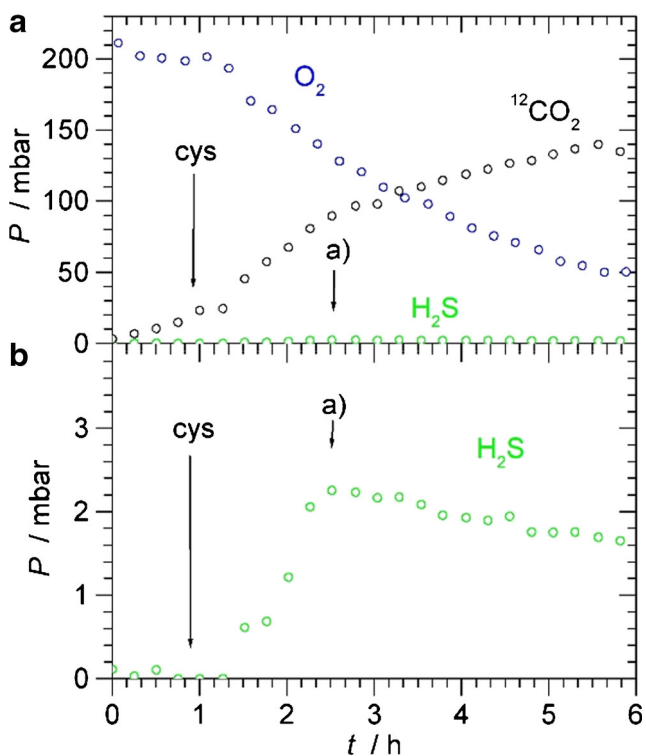 a
200
150
100
50
0
P / mbar
O₂
¹²CO₂
cys
a)
H₂S
b
3
2
1
0
P / mbar
cys
a)
H₂S
0 1 2 3 4 5 6
t / h